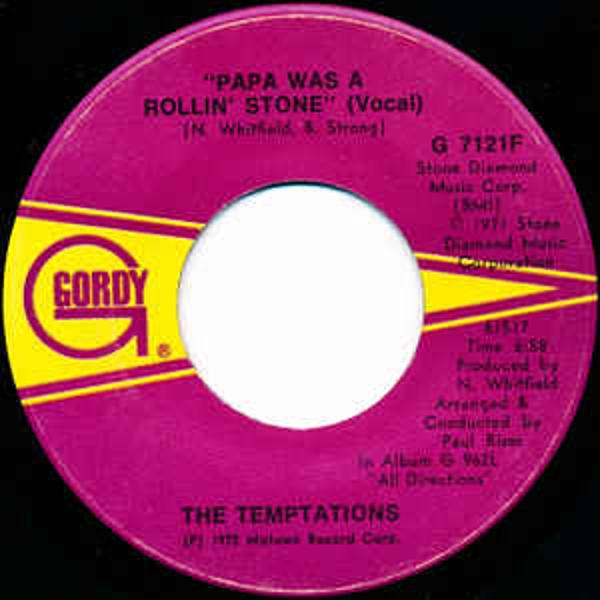 "PAPA WAS A
ROLLIN' STONE" (Vocal)
(N. Whitfield, B. Strong)
G 7121F
Stone Diamond
Music Corp.
(BMI)
© 1971 Stone
Diamond Music
Corporation
GORDY
G
®
61517
Time 6:58
Produced by
N. Whitfield
Arranged &
Conducted by
Paul Riser
In Album G 962L
"All Directions"
THE TEMPTATIONS
(P) 1972 Motown Record Corp.